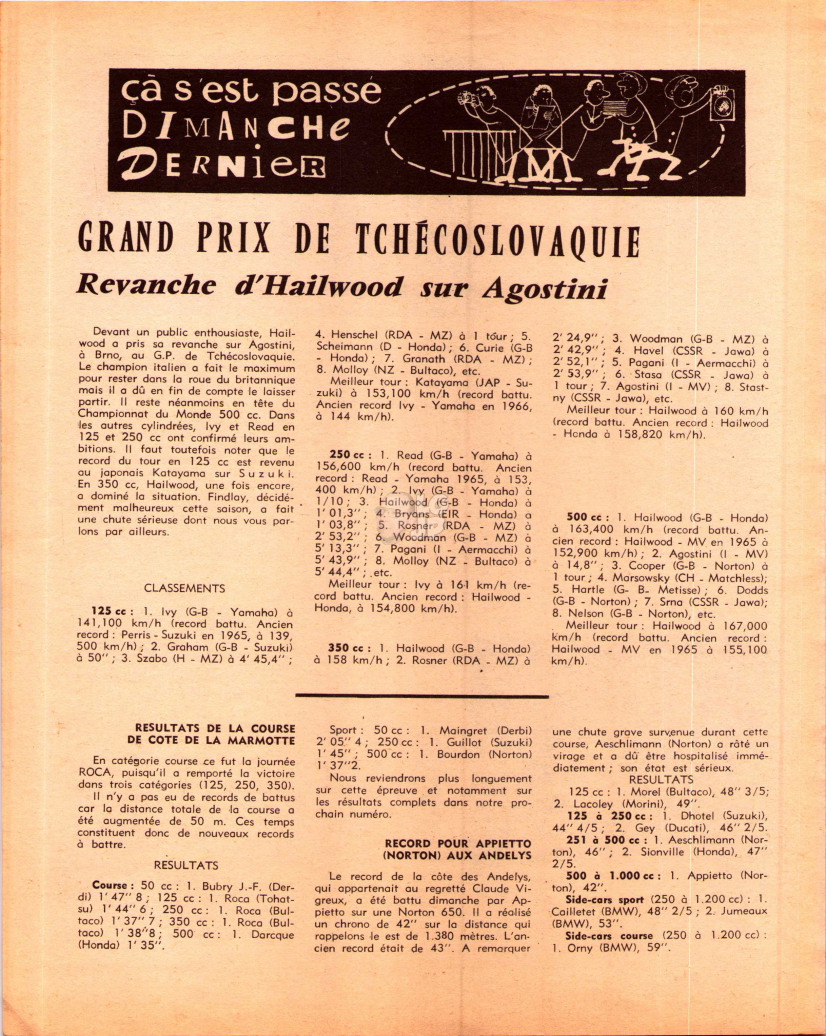 çà s'est passé
DIMANCHE
DERNIER
GRAND PRIX DE TCHÉCOSLOVAQUIE
Revanche d'Hailwood sur Agostini
Devant un public enthousiaste, Hail-
wood a pris sa revanche sur Agostini,
à Brno, au G.P. de Tchécoslovaquie.
Le champion italien a fait le maximum
pour rester dans la roue du britannique
mais il a dû en fin de compte le laisser
partir. Il reste néanmoins en tête du
Championnat du Monde 500 cc. Dans
les autres cylindrées, Ivy et Read en
125 et 250 cc ont confirmé leurs am-
bitions. Il faut toutefois noter que le
record du tour en 125 cc est revenu
au japonais Katayama sur Suzuki.
En 350 cc, Hailwood, une fois encore,
a dominé la situation. Findlay, décidé-
ment malheureux cette saison, a fait
une chute sérieuse dont nous vous par-
lons par ailleurs.
CLASSEMENTS
125 cc : 1. Ivy (G-B - Yamaha) à
141,100 km/h (record battu. Ancien
record : Perris - Suzuki en 1965, à 139,
500 km/h) ; 2. Graham (G-B - Suzuki)
à 50'' ; 3. Szabo (H - MZ) à 4' 45,4'' ;
4. Henschel (RDA - MZ) à 1 tour ; 5.
Scheimann (D - Honda) ; 6. Curie (G-B
- Honda) ; 7. Granath (RDA - MZ) ;
8. Molloy (NZ - Bultaco), etc.
Meilleur tour : Katayama (JAP - Su-
zuki) à 153,100 km/h (record battu.
Ancien record Ivy - Yamaha en 1966,
à 144 km/h).
250 cc : 1. Read (G-B - Yamaha) à
156,600 km/h (record battu. Ancien
record : Read - Yamaha 1965, à 153,
400 km/h) ; 2. Ivy (G-B - Yamaha) à
1/10 ; 3. Hailwood (G-B - Honda) à
1' 01,3'' ; 4. Bryans (EIR - Honda) à
1' 03,8'' ; 5. Rosner (RDA - MZ) à
2' 53,2'' ; 6. Woodman (G-B - MZ) à
5' 13,3'' ; 7. Pagani (I - Aermacchi) à
5' 43,9'' ; 8. Molloy (NZ - Bultaco) à
5' 44,4'' ; etc.
Meilleur tour : Ivy à 161 km/h (re-
cord battu. Ancien record : Hailwood -
Honda, à 154,800 km/h).
350 cc : 1. Hailwood (G-B - Honda)
à 158 km/h ; 2. Rosner (RDA - MZ) à
2' 24,9'' ; 3. Woodman (G-B - MZ) à
2' 42,9'' ; 4. Havel (CSSR - Jawa) à
2' 52,1'' ; 5. Pagani (I - Aermacchi) à
2' 53,9'' ; 6. Stasa (CSSR - Jawa) à
1 tour ; 7. Agostini (I - MV) ; 8. Stast-
ny (CSSR - Jawa), etc.
Meilleur tour : Hailwood à 160 km/h
(record battu. Ancien record : Hailwood
- Honda à 158,820 km/h).
500 cc : 1. Hailwood (G-B - Honda)
à 163,400 km/h (record battu. An-
cien record : Hailwood - MV en 1965 à
152,900 km/h) ; 2. Agostini (I - MV)
à 14,8'' ; 3. Cooper (G-B - Norton) à
1 tour ; 4. Marsowsky (CH - Matchless);
5. Hartle (G- B- Metisse) ; 6. Dodds
(G-B - Norton) ; 7. Srna (CSSR - Jawa);
8. Nelson (G-B - Norton), etc.
Meilleur tour : Hailwood à 167,000
km/h (record battu. Ancien record :
Hailwood - MV en 1965 à 155,100
km/h).
RESULTATS DE LA COURSE
DE COTE DE LA MARMOTTE
En catégorie course ce fut la journée
ROCA, puisqu'il a remporté la victoire
dans trois catégories (125, 250, 350).
Il n'y a pas eu de records de battus
car la distance totale de la course a
été augmentée de 50 m. Ces temps
constituent donc de nouveaux records
à battre.
RESULTATS
Course : 50 cc : 1. Bubry J.-F. (Der-
di) 1' 47'' 8 ; 125 cc : 1. Roca (Tohat-
su) 1' 44'' 6 ; 250 cc : 1. Roca (Bul-
taco) 1' 37'' 7 ; 350 cc : 1. Roca (Bul-
taco) 1' 38''8 ; 500 cc : 1. Darcque
(Honda) 1' 35''.
Sport : 50 cc : 1. Maingret (Derbi)
2' 05'' 4 ; 250 cc : 1. Guillot (Suzuki)
1' 45'' ; 500 cc : 1. Bourdon (Norton)
1' 37''2.
Nous reviendrons plus longuement
sur cette épreuve et notamment sur
les résultats complets dans notre pro-
chain numéro.
RECORD POUR APPIETTO
(NORTON) AUX ANDELYS
Le record de la côte des Andelys,
qui appartenait au regretté Claude Vi-
greux, a été battu dimanche par Ap-
pietto sur une Norton 650. Il a réalisé
un chrono de 42'' sur la distance qui
rappelons le est de 1.380 mètres. L'an-
cien record était de 43''. A remarquer
une chute grave survenue durant cette
course, Aeschlimann (Norton) a râté un
virage et a dû être hospitalisé immé-
diatement ; son état est sérieux.
RESULTATS
125 cc : 1. Morel (Bultaco), 48'' 3/5;
2. Lacoley (Morini), 49''.
125 à 250 cc : 1. Dhotel (Suzuki),
44'' 4/5 ; 2. Gey (Ducati), 46'' 2/5.
251 à 500 cc : 1. Aeschlimann (Nor-
ton), 46'' ; 2. Sionville (Honda), 47''
2/5.
500 à 1.000 cc : 1. Appietto (Nor-
ton), 42''.
Side-cars sport (250 à 1.200 cc) : 1.
Cailletet (BMW), 48'' 2/5 ; 2. Jumeaux
(BMW), 53''.
Side-cars course (250 à 1.200 cc) :
1. Orny (BMW), 59''.